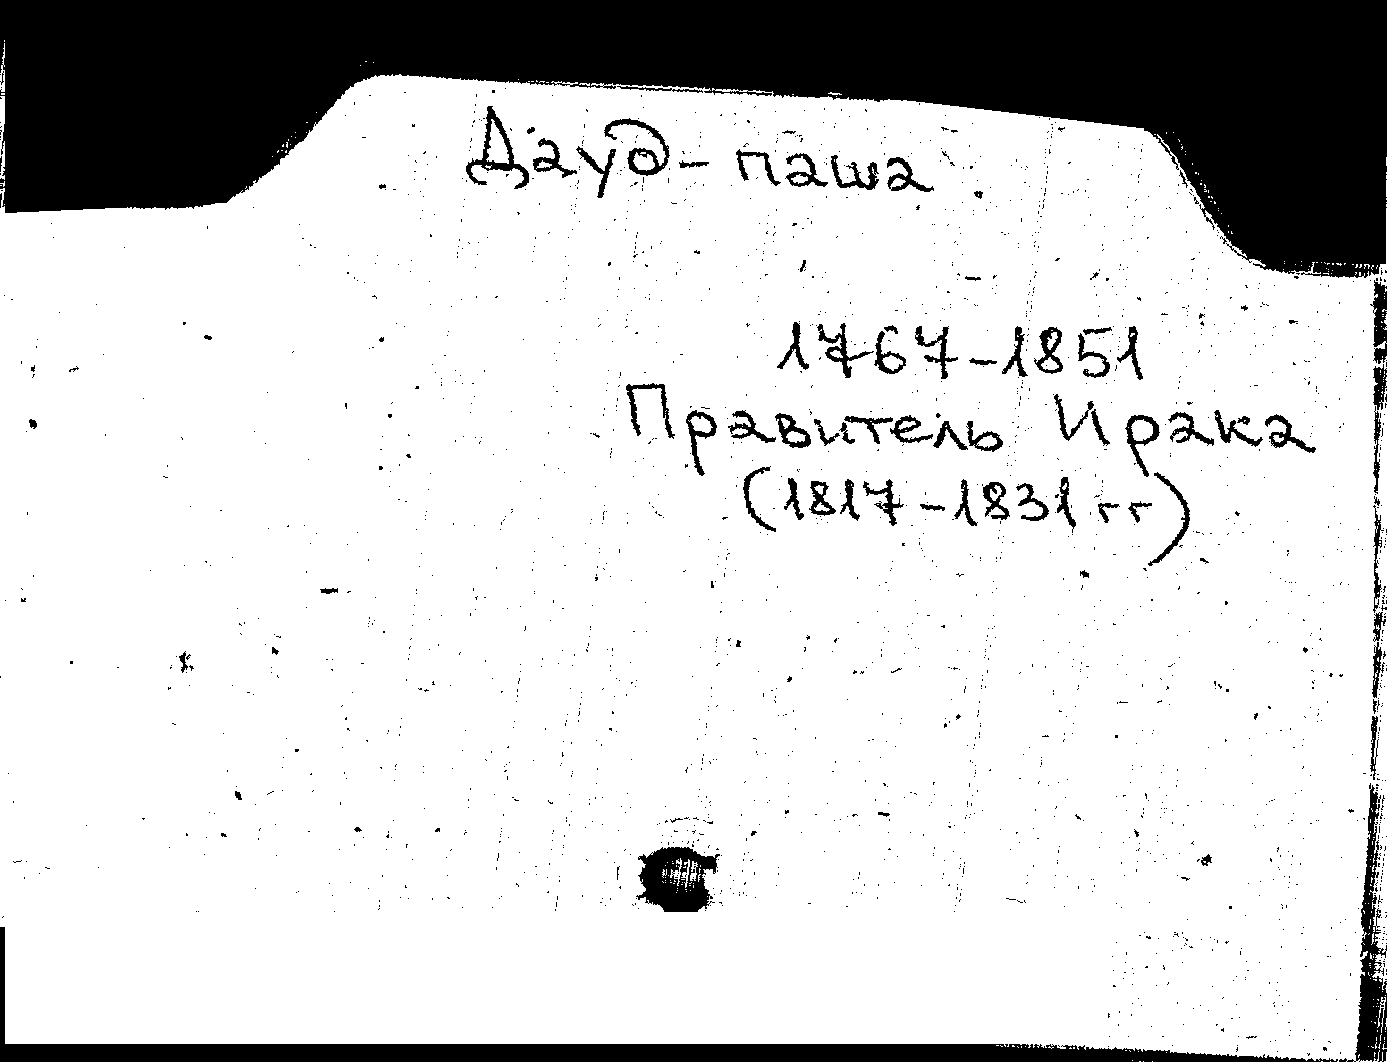 Дауд - паша
1767 - 1851
Правитель Ирака
(1817 - 1831 гг)